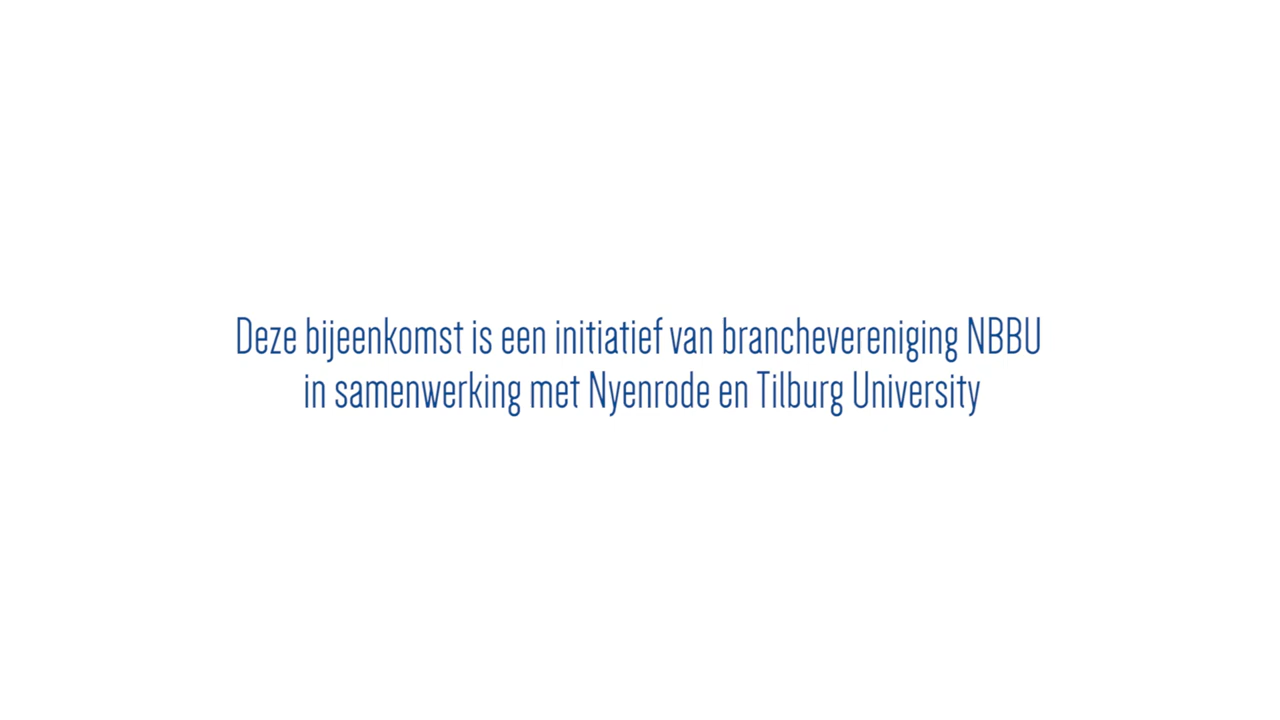 Deze bijeenkomst is een initiatief van branchevereniging NBBU
in samenwerking met Nyenrode en Tilburg University